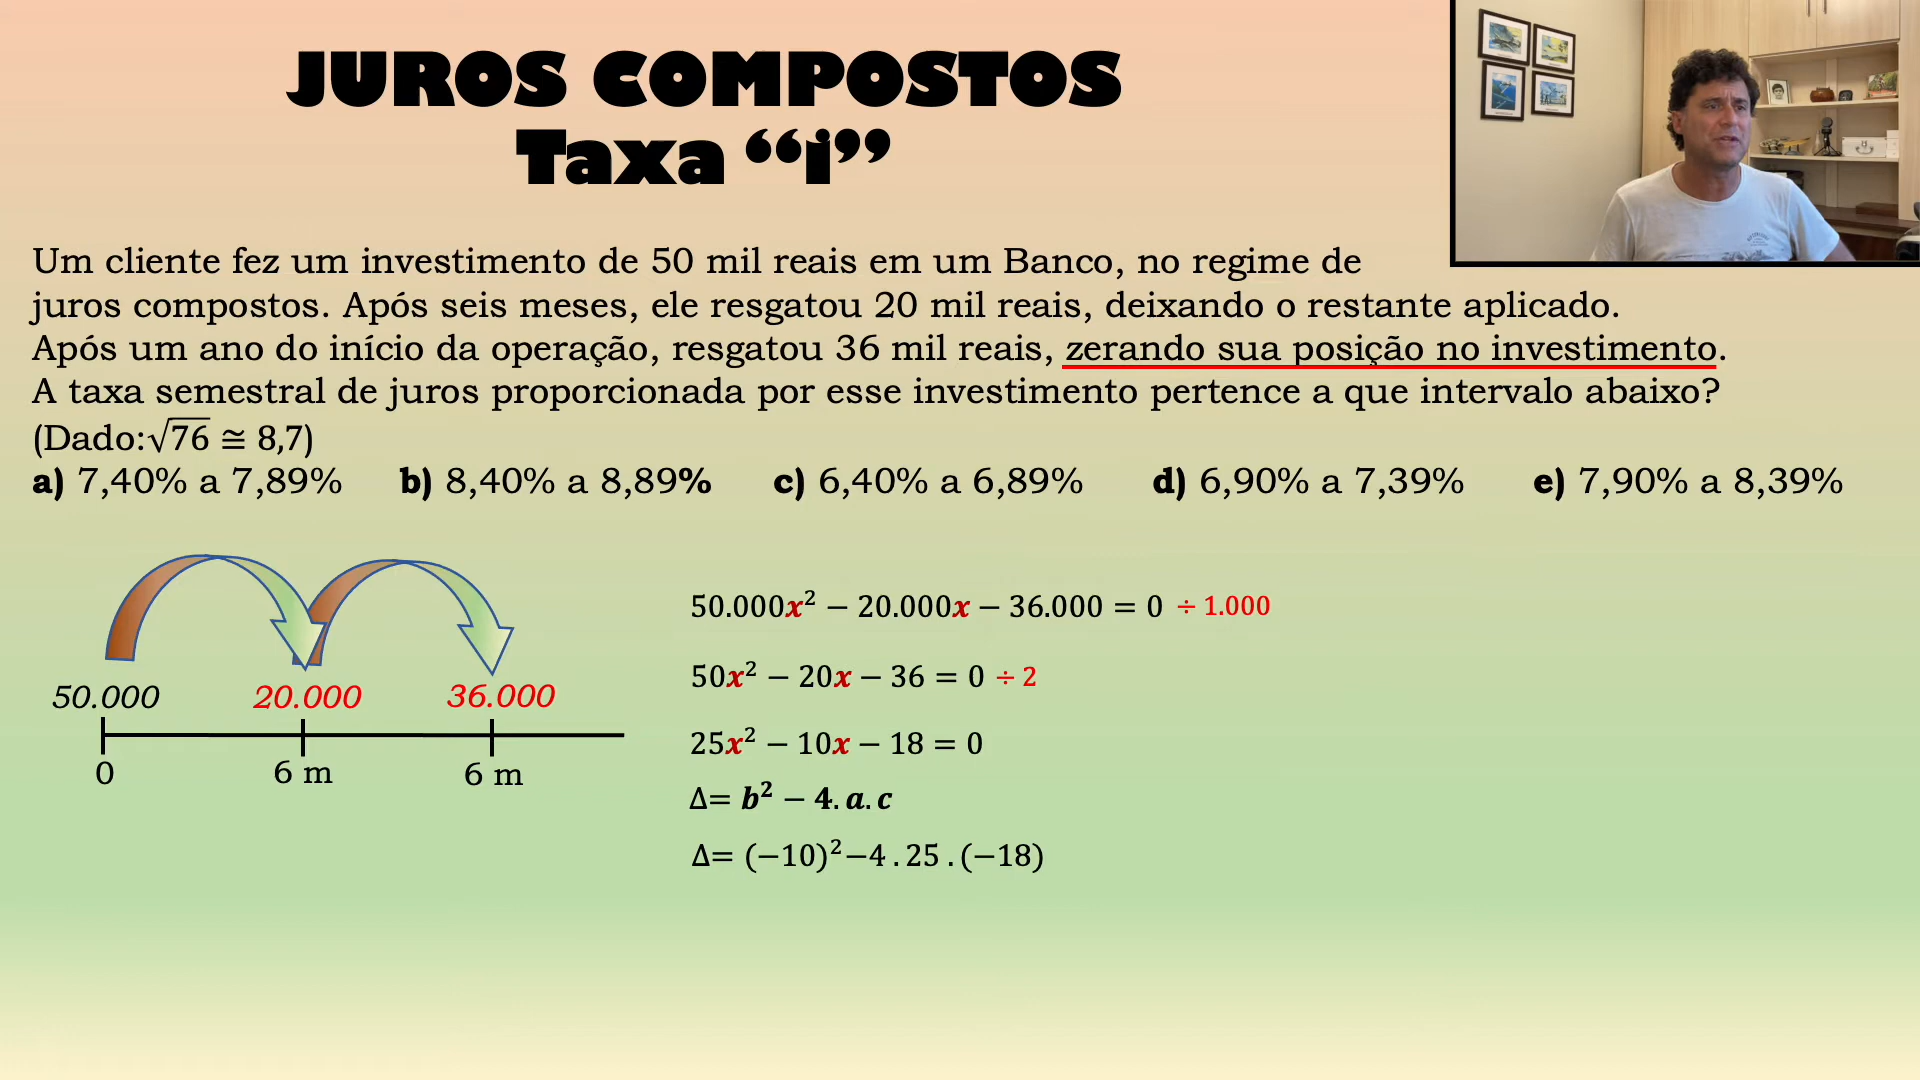 JUROS COMPOSTOS
Taxa “i”
Um cliente fez um investimento de 50 mil reais em um Banco, no regime de
juros compostos. Após seis meses, ele resgatou 20 mil reais, deixando o restante aplicado.
Após um ano do início da operação, resgatou 36 mil reais, zerando sua posição no investimento.
A taxa semestral de juros proporcionada por esse investimento pertence a que intervalo abaixo?
(Dado:√76 ≅ 8,7)
a) 7,40% a 7,89% b) 8,40% a 8,89% c) 6,40% a 6,89% d) 6,90% a 7,39% e) 7,90% a 8,39%
50.000 20.000 36.000
0 6 m 6 m
50.000x² − 20.000x − 36.000 = 0 ÷ 1.000
50x² − 20x − 36 = 0 ÷ 2
25x² − 10x − 18 = 0
Δ= b² − 4. a. c
Δ= (−10)²−4 . 25 . (−18)